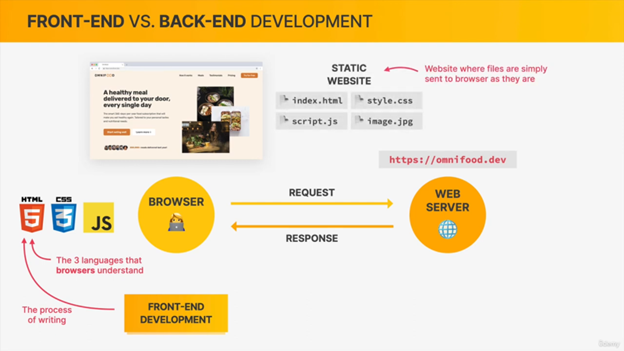 FRONT-END VS. BACK-END DEVELOPMENT
OMNIFOOD
A healthy meal
delivered to your door,
every single day
STATIC
WEBSITE
Website where files are simply
sent to browser as they are
index.html
style.css
script.js
image.jpg
https://omnifood.dev
HTML
5
CSS
3
JS
BROWSER
REQUEST
RESPONSE
WEB
SERVER
The 3 languages that
browsers understand
The process
of writing
FRONT-END
DEVELOPMENT
Udemy